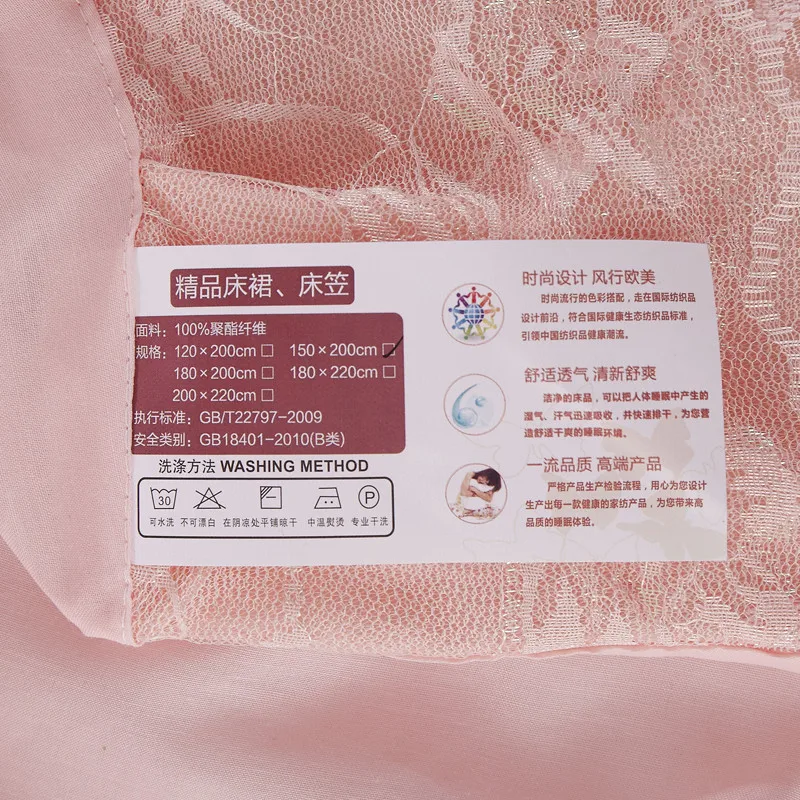 精品床裙、床笠
面料：100%聚酯纤维
规格：120×200cm □ 150×200cm ☑
180×200cm □ 180×220cm □
200×220cm □
执行标准：GB/T22797-2009
安全类别：GB18401-2010(B类)
洗涤方法 WASHING METHOD
30
P
可水洗 不可漂白 在阴凉处平铺晾干 中温熨烫 专业干洗
时尚设计 风行欧美
时尚流行的色彩搭配，走在国际纺织品
设计前沿，符合国际健康生态纺织品标准，
引领中国纺织品健康潮流。
舒适透气 清新舒爽
洁净的床品，可以把人体睡眠中产生的
湿气、汗气迅速吸收，并快速排干，为您营
造舒适干爽的睡眠环境。
一流品质 高端产品
严格产品生产检验流程，用心为您设计
生产出每一款健康的家纺产品，为您带来高
品质的睡眠体验。